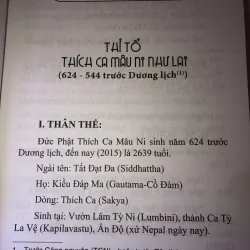 THỈ TỔ
THÍCH CA MÂU NI NHƯ LAI
(624 - 544 trước Dương lịch(1))
I. THÂN THẾ:
Đức Phật Thích Ca Mâu Ni sinh năm 624 trước
Dương lịch, đến nay (2015) là 2639 tuổi.
Ngài tên: Tất Đạt Đa (Siddhattha)
Họ: Kiều Đáp Ma (Gautama-Cồ Đàm)
Dòng: Thích Ca (Sakya)
Sinh tại: Vườn Lâm Tỳ Ni (Lumbini), thành Ca Tỳ
La Vệ (Kapilavastu), Ấn Độ (xứ Nepal ngày nay).